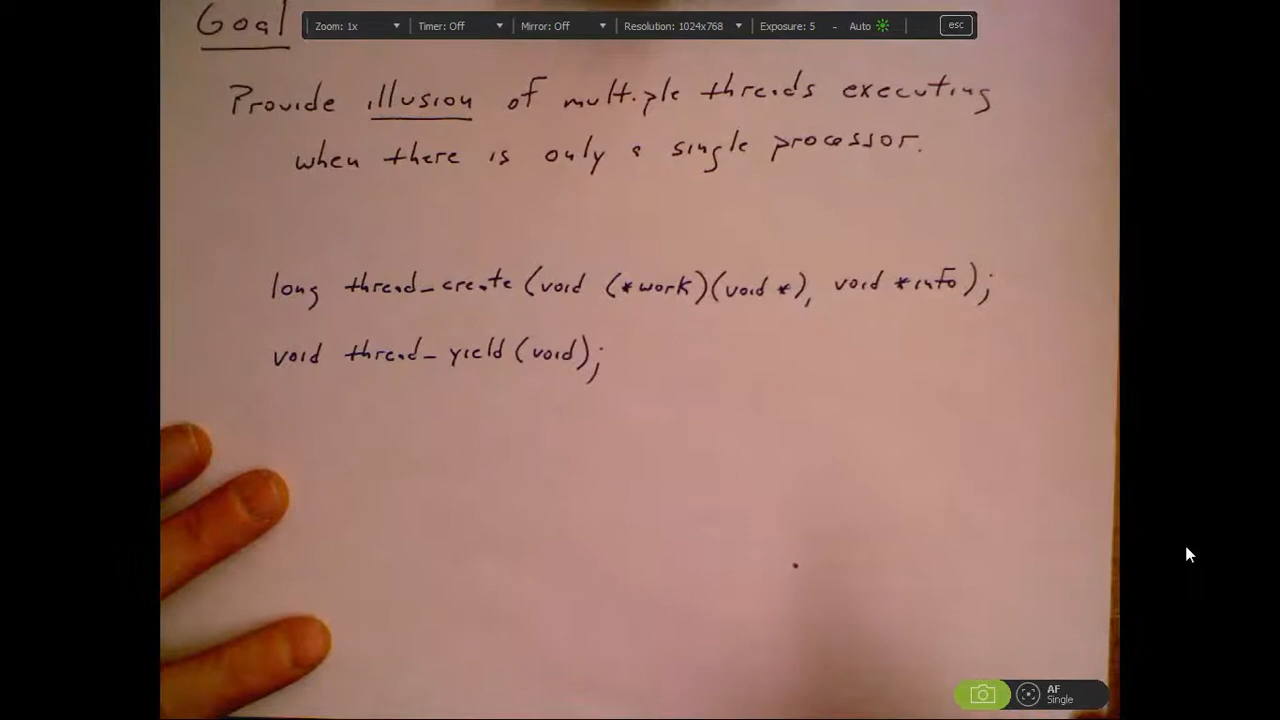 Zoom: 1x Timer: Off Mirror: Off Resolution: 1024x768 Exposure: 5 - Auto esc
Goal
Provide illusion of multiple threads executing
when there is only a single processor.
long thread_create (void (*work)(void *), void *info);
void thread_yield (void);
AF
Single